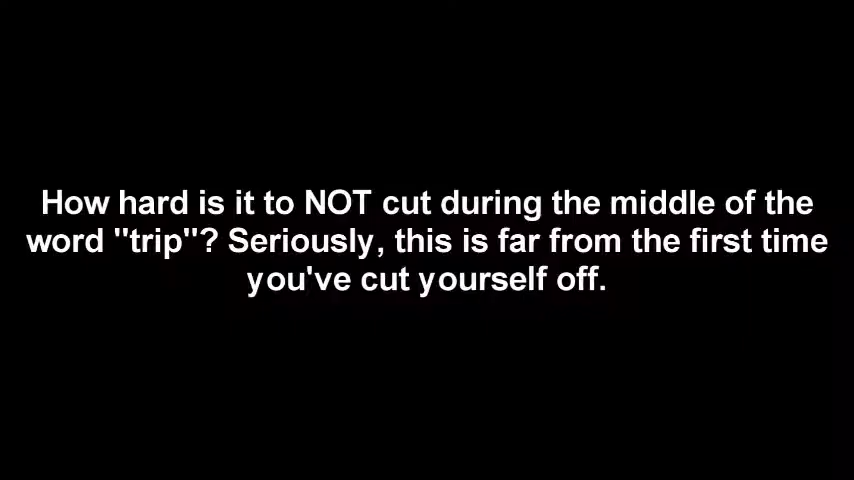 How hard is it to NOT cut during the middle of the
word "trip"? Seriously, this is far from the first time
you've cut yourself off.